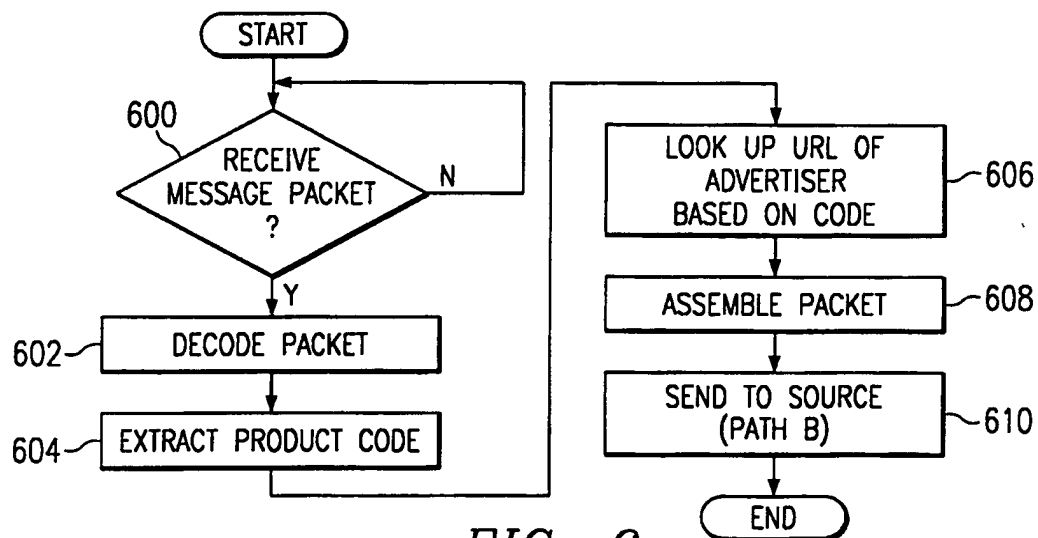 START
600
RECEIVE
MESSAGE PACKET
?
N
Y
602
DECODE PACKET
604
EXTRACT PRODUCT CODE
LOOK UP URL OF
ADVERTISER
BASED ON CODE
606
ASSEMBLE PACKET
608
SEND TO SOURCE
(PATH B)
610
END